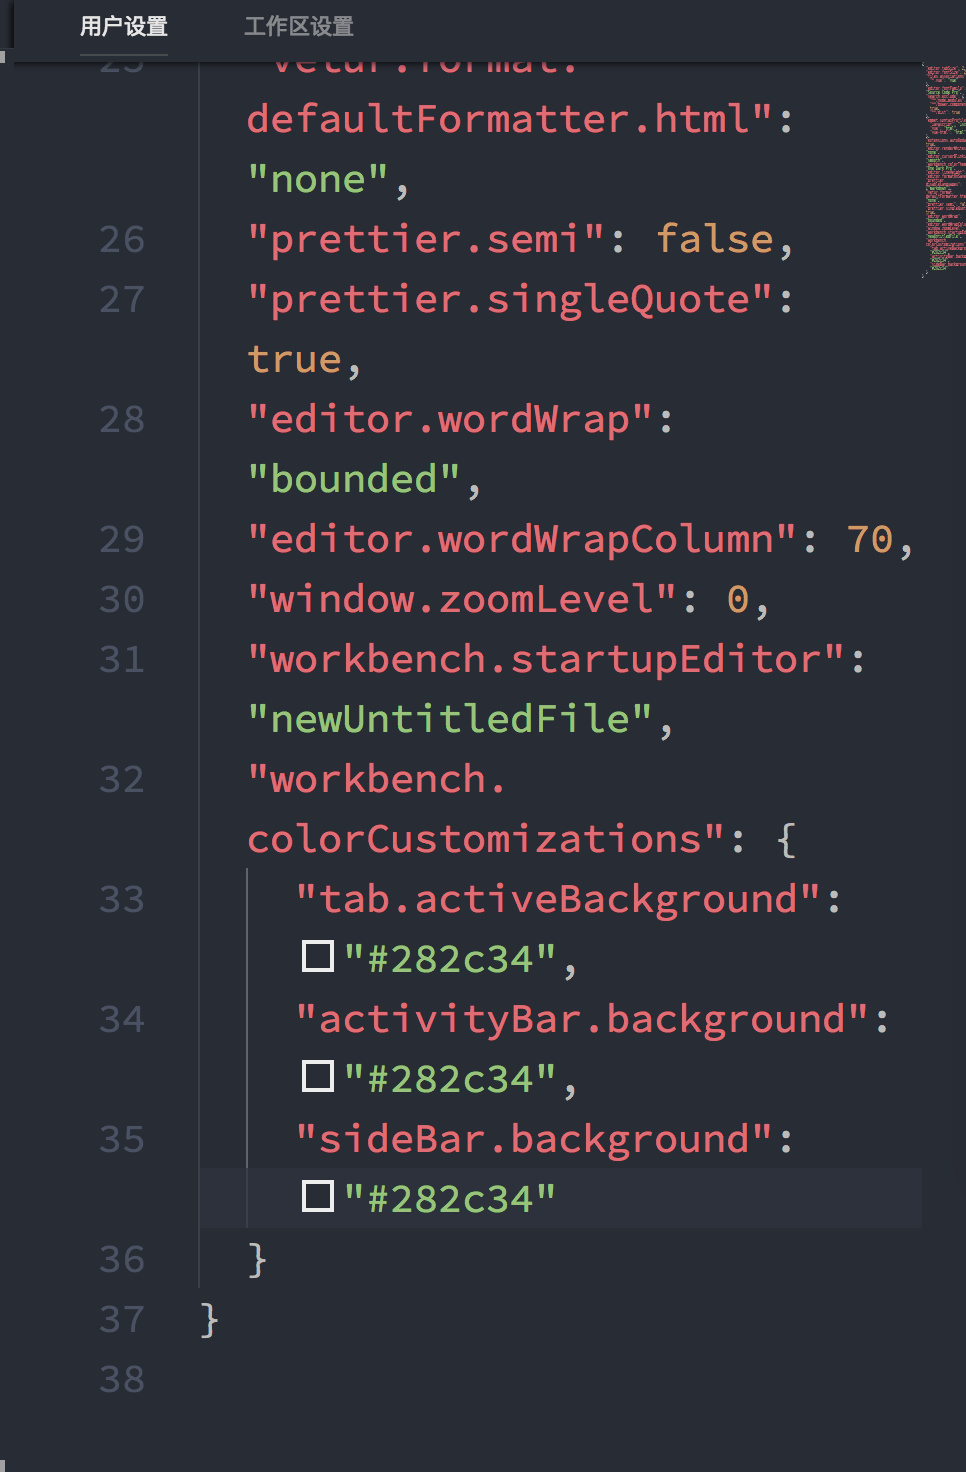 用户设置 工作区设置
25 "vetur.format.
defaultFormatter.html":
"none",
26 "prettier.semi": false,
27 "prettier.singleQuote":
true,
28 "editor.wordWrap":
"bounded",
29 "editor.wordWrapColumn": 70,
30 "window.zoomLevel": 0,
31 "workbench.startupEditor":
"newUntitledFile",
32 "workbench.
colorCustomizations": {
33 "tab.activeBackground":
"#282c34",
34 "activityBar.background":
"#282c34",
35 "sideBar.background":
"#282c34"
36 }
37 }
38